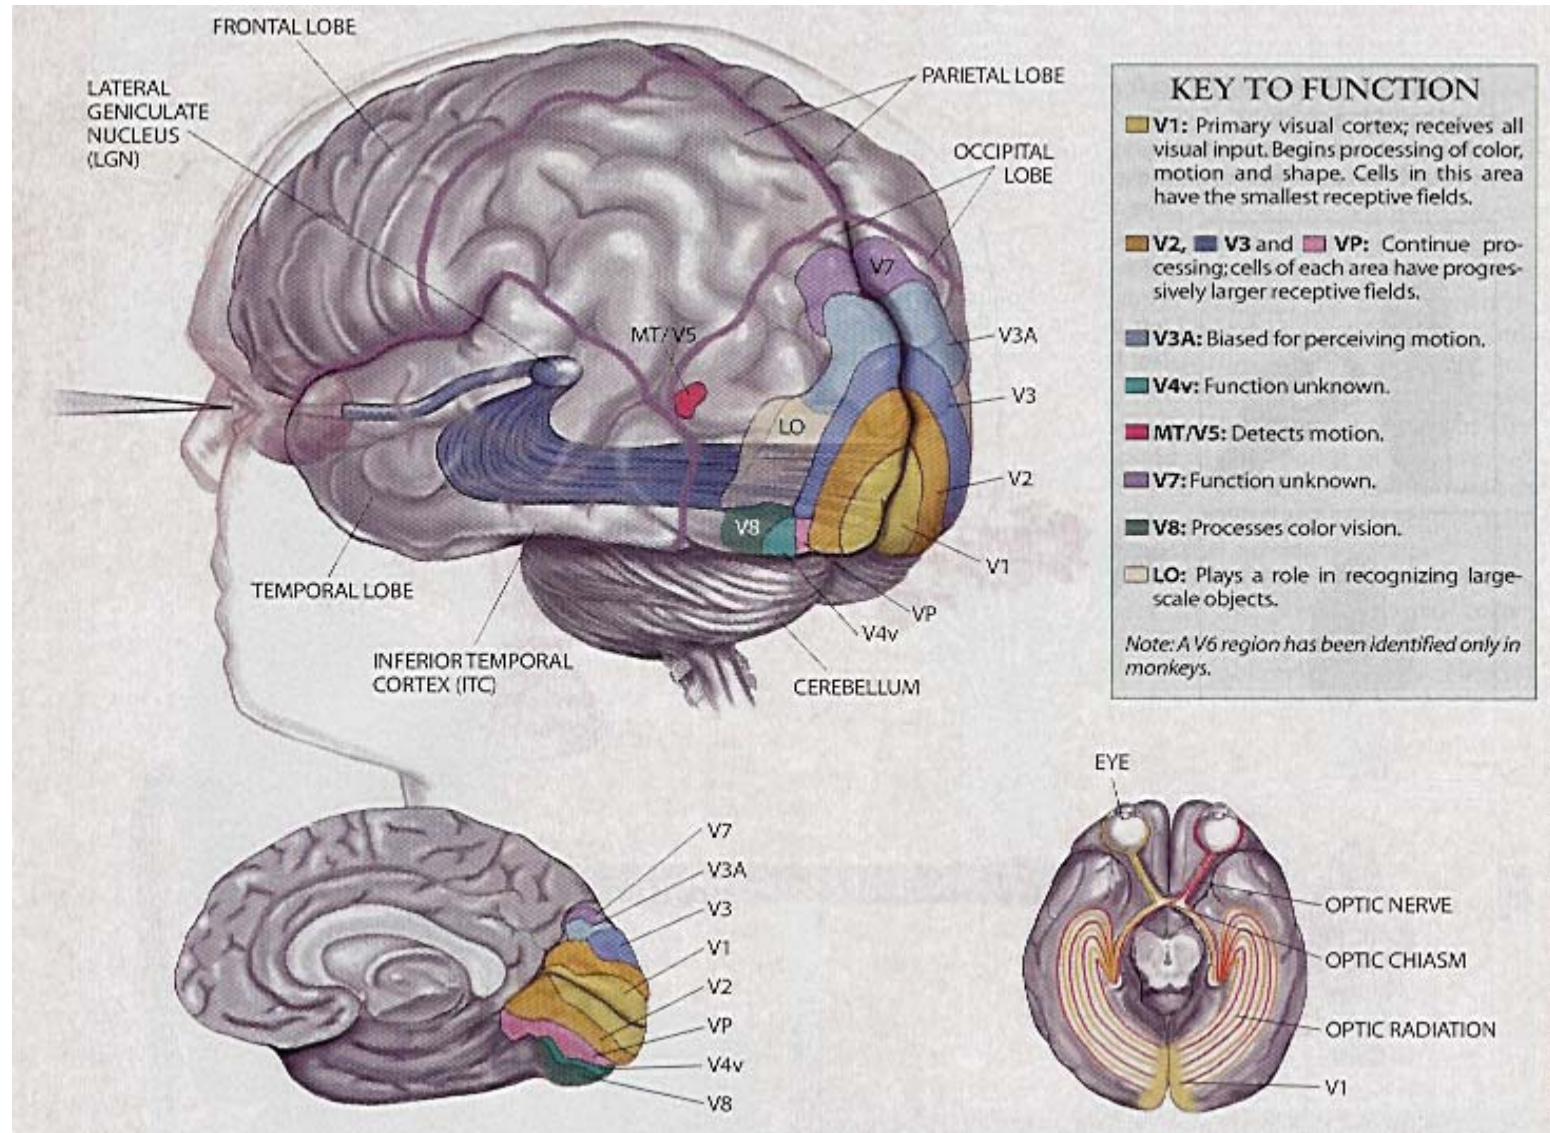 FRONTAL LOBE
LATERAL
GENICULATE
NUCLEUS
(LGN)
PARIETAL LOBE
OCCIPITAL
LOBE
V7
MT/V5
V3A
V3
LO
V2
V8
V1
VP
V4v
TEMPORAL LOBE
INFERIOR TEMPORAL
CORTEX (ITC)
CEREBELLUM
KEY TO FUNCTION
V1: Primary visual cortex; receives all
visual input. Begins processing of color,
motion and shape. Cells in this area
have the smallest receptive fields.
V2, V3 and VP: Continue pro-
cessing; cells of each area have progres-
sively larger receptive fields.
V3A: Biased for perceiving motion.
V4v: Function unknown.
MT/V5: Detects motion.
V7: Function unknown.
V8: Processes color vision.
LO: Plays a role in recognizing large-
scale objects.
Note: A V6 region has been identified only in
monkeys.
V7
V3A
V3
V1
V2
VP
V4v
V8
EYE
OPTIC NERVE
OPTIC CHIASM
OPTIC RADIATION
V1